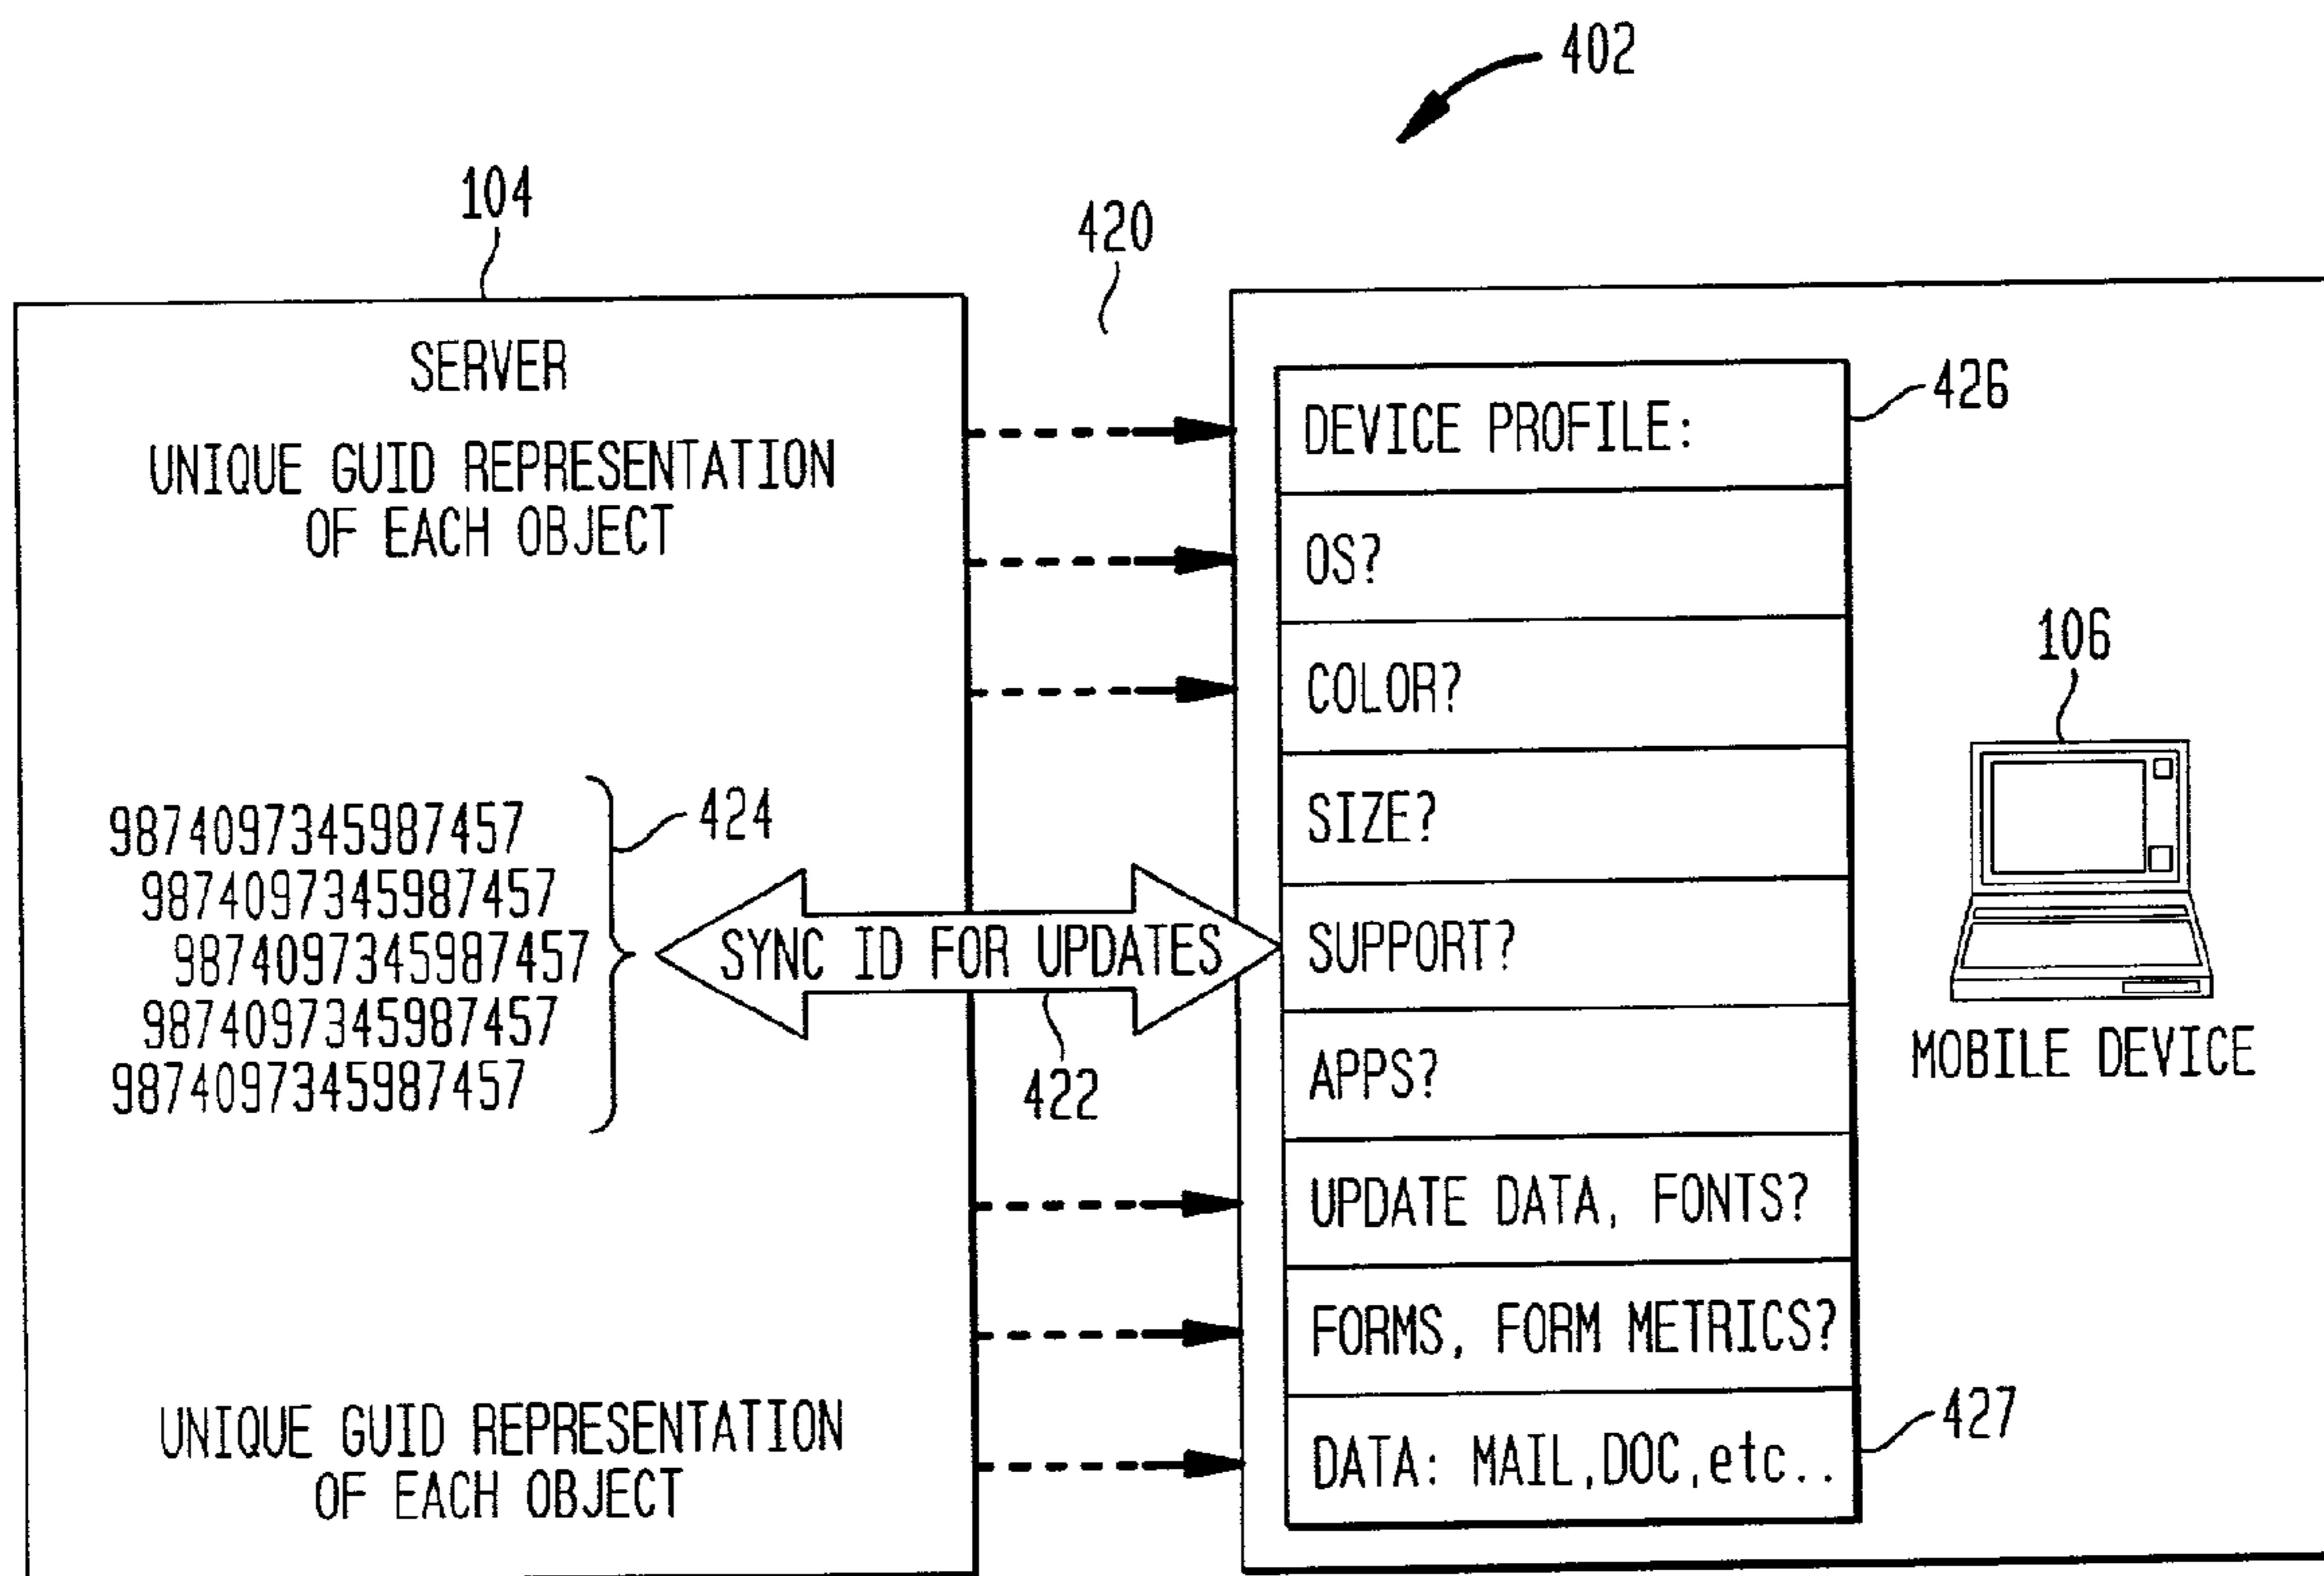 402
104
420
SERVER
UNIQUE GUID REPRESENTATION
OF EACH OBJECT
9874097345987457
9874097345987457
9874097345987457
9874097345987457
9874097345987457
424
SYNC ID FOR UPDATES
422
UNIQUE GUID REPRESENTATION
OF EACH OBJECT
426
DEVICE PROFILE:
OS?
COLOR?
SIZE?
SUPPORT?
APPS?
UPDATE DATA, FONTS?
FORMS, FORM METRICS?
DATA: MAIL,DOC,etc..
427
106
MOBILE DEVICE